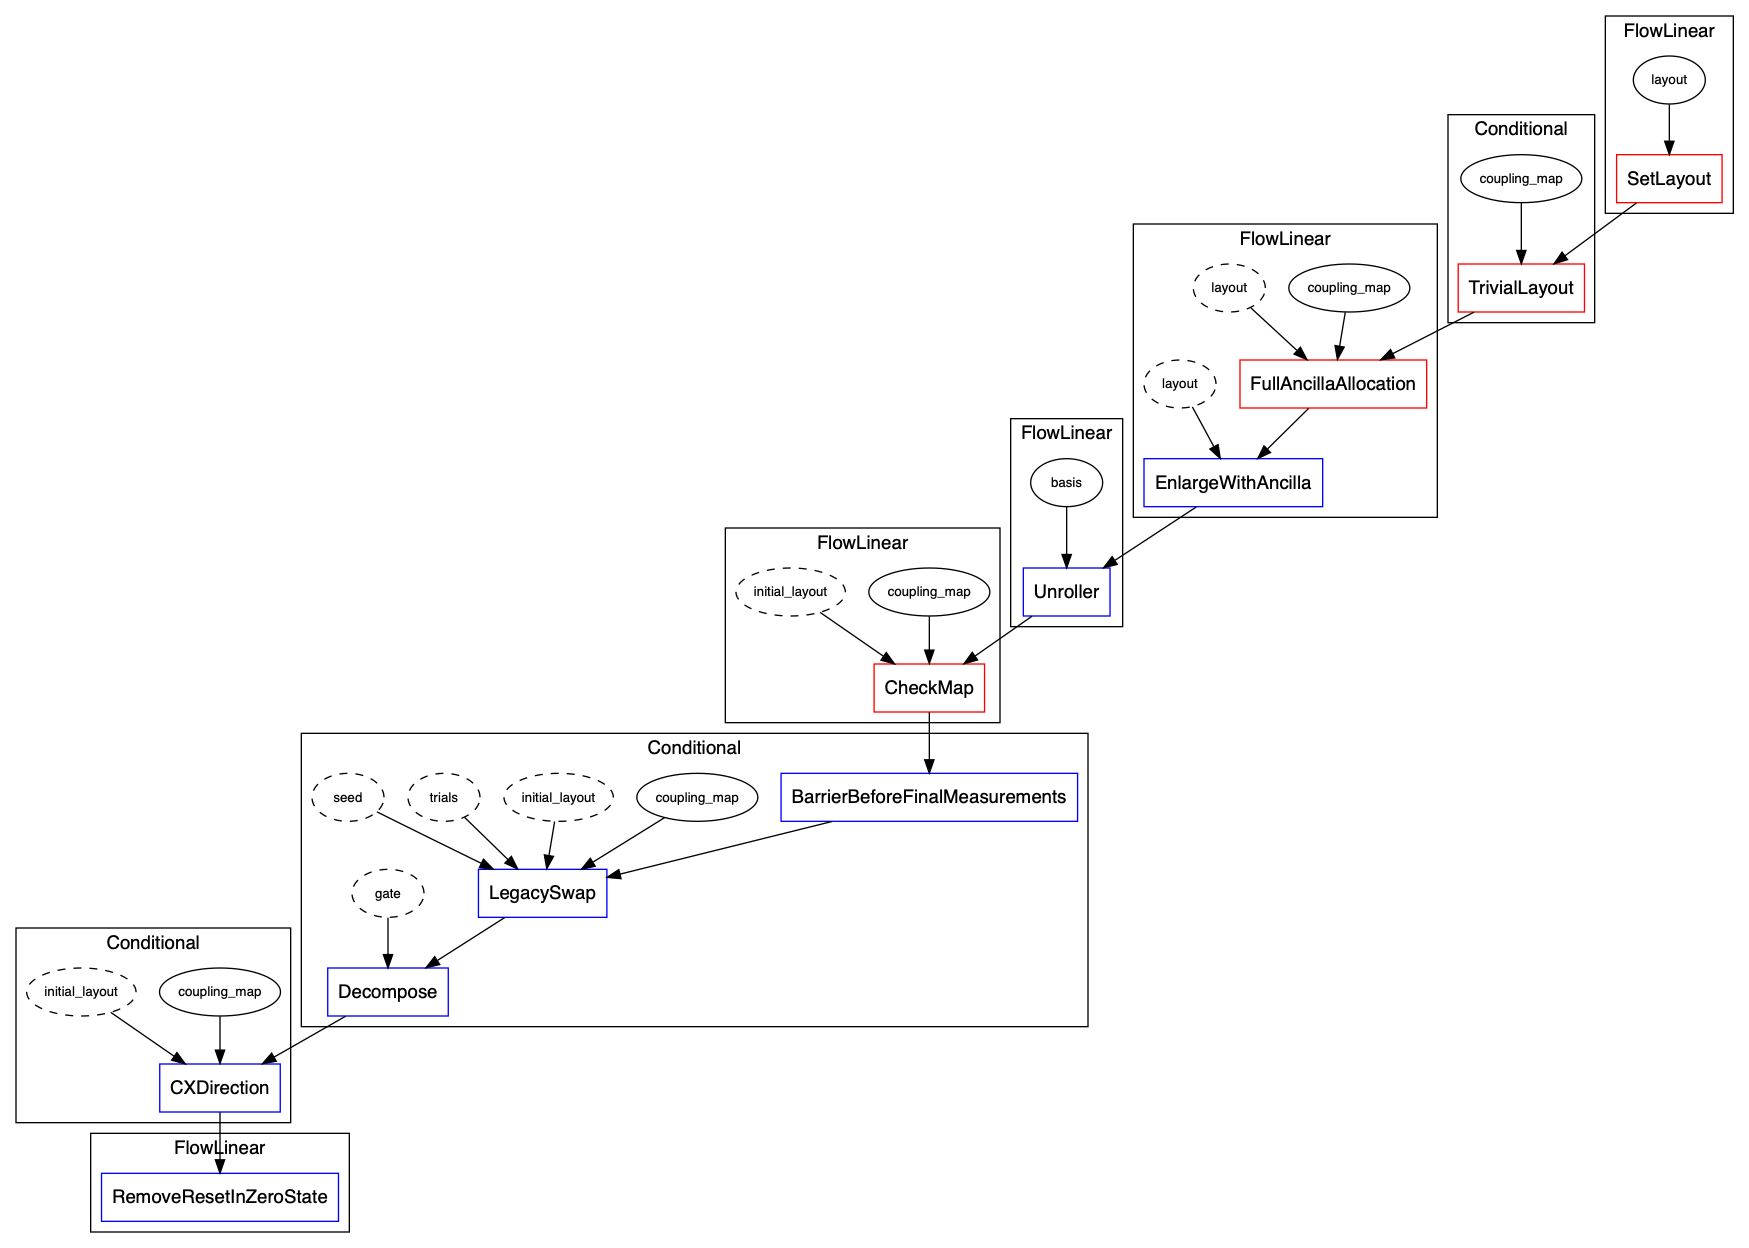 FlowLinear
layout
SetLayout
Conditional
coupling_map
TrivialLayout
FlowLinear
layout
coupling_map
layout
FullAncillaAllocation
EnlargeWithAncilla
FlowLinear
basis
Unroller
FlowLinear
initial_layout
coupling_map
CheckMap
Conditional
seed
trials
initial_layout
coupling_map
BarrierBeforeFinalMeasurements
gate
LegacySwap
Decompose
Conditional
initial_layout
coupling_map
CXDirection
FlowLinear
RemoveResetInZeroState